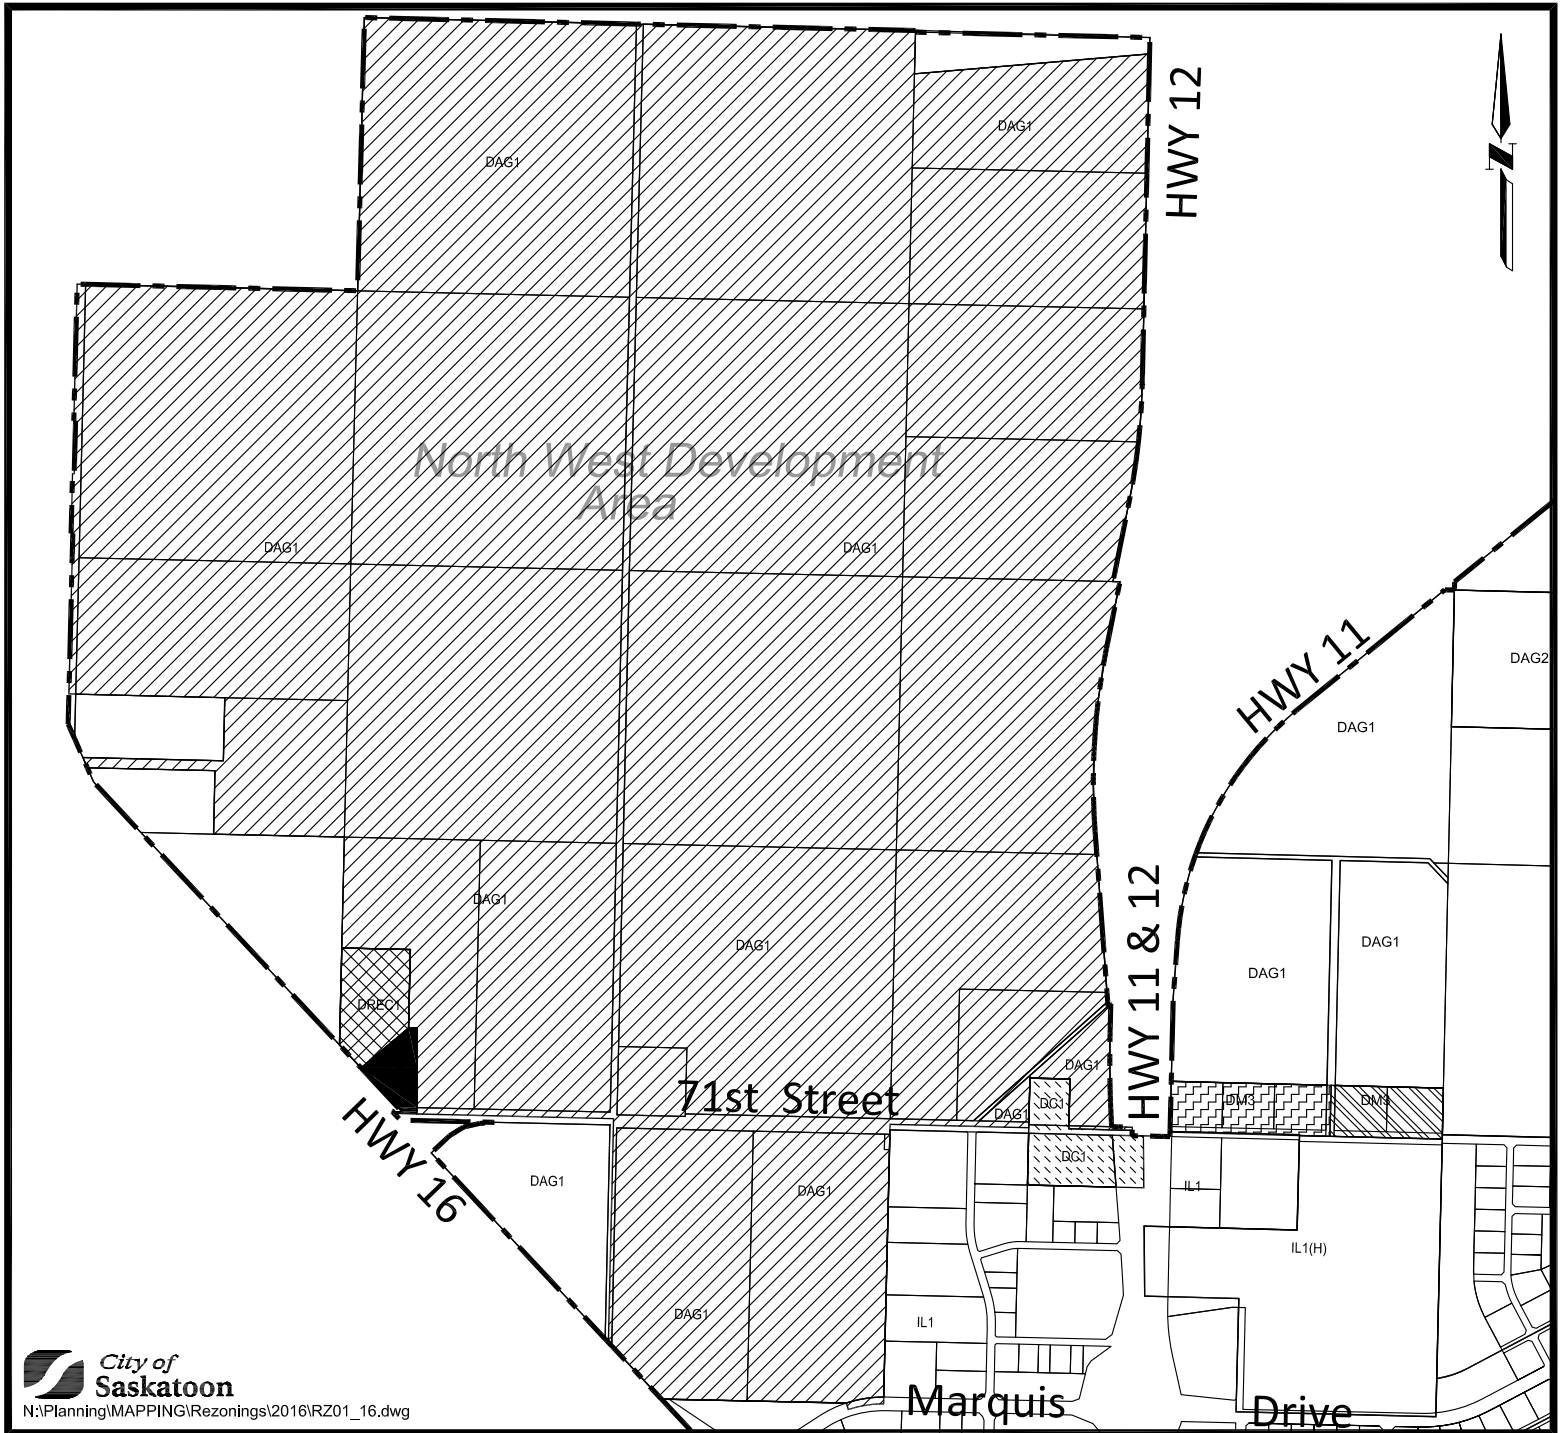 HWY 12
DAG1
DAG1
North West Development
Area
DAG1
DAG1
HWY 11
DAG2
DAG1
DAG1
DAG1
DAG1
DAG1
HWY 11 & 12
DREC1
DAG1
DAG1
DC1
DM3
DM3
71st Street
HWY 16
DAG1
DAG1
DC1
IL1
IL1(H)
DAG1
IL1
City of
Saskatoon
N:\Planning\MAPPING\Rezonings\2016\RZ01_16.dwg
Marquis Drive
N